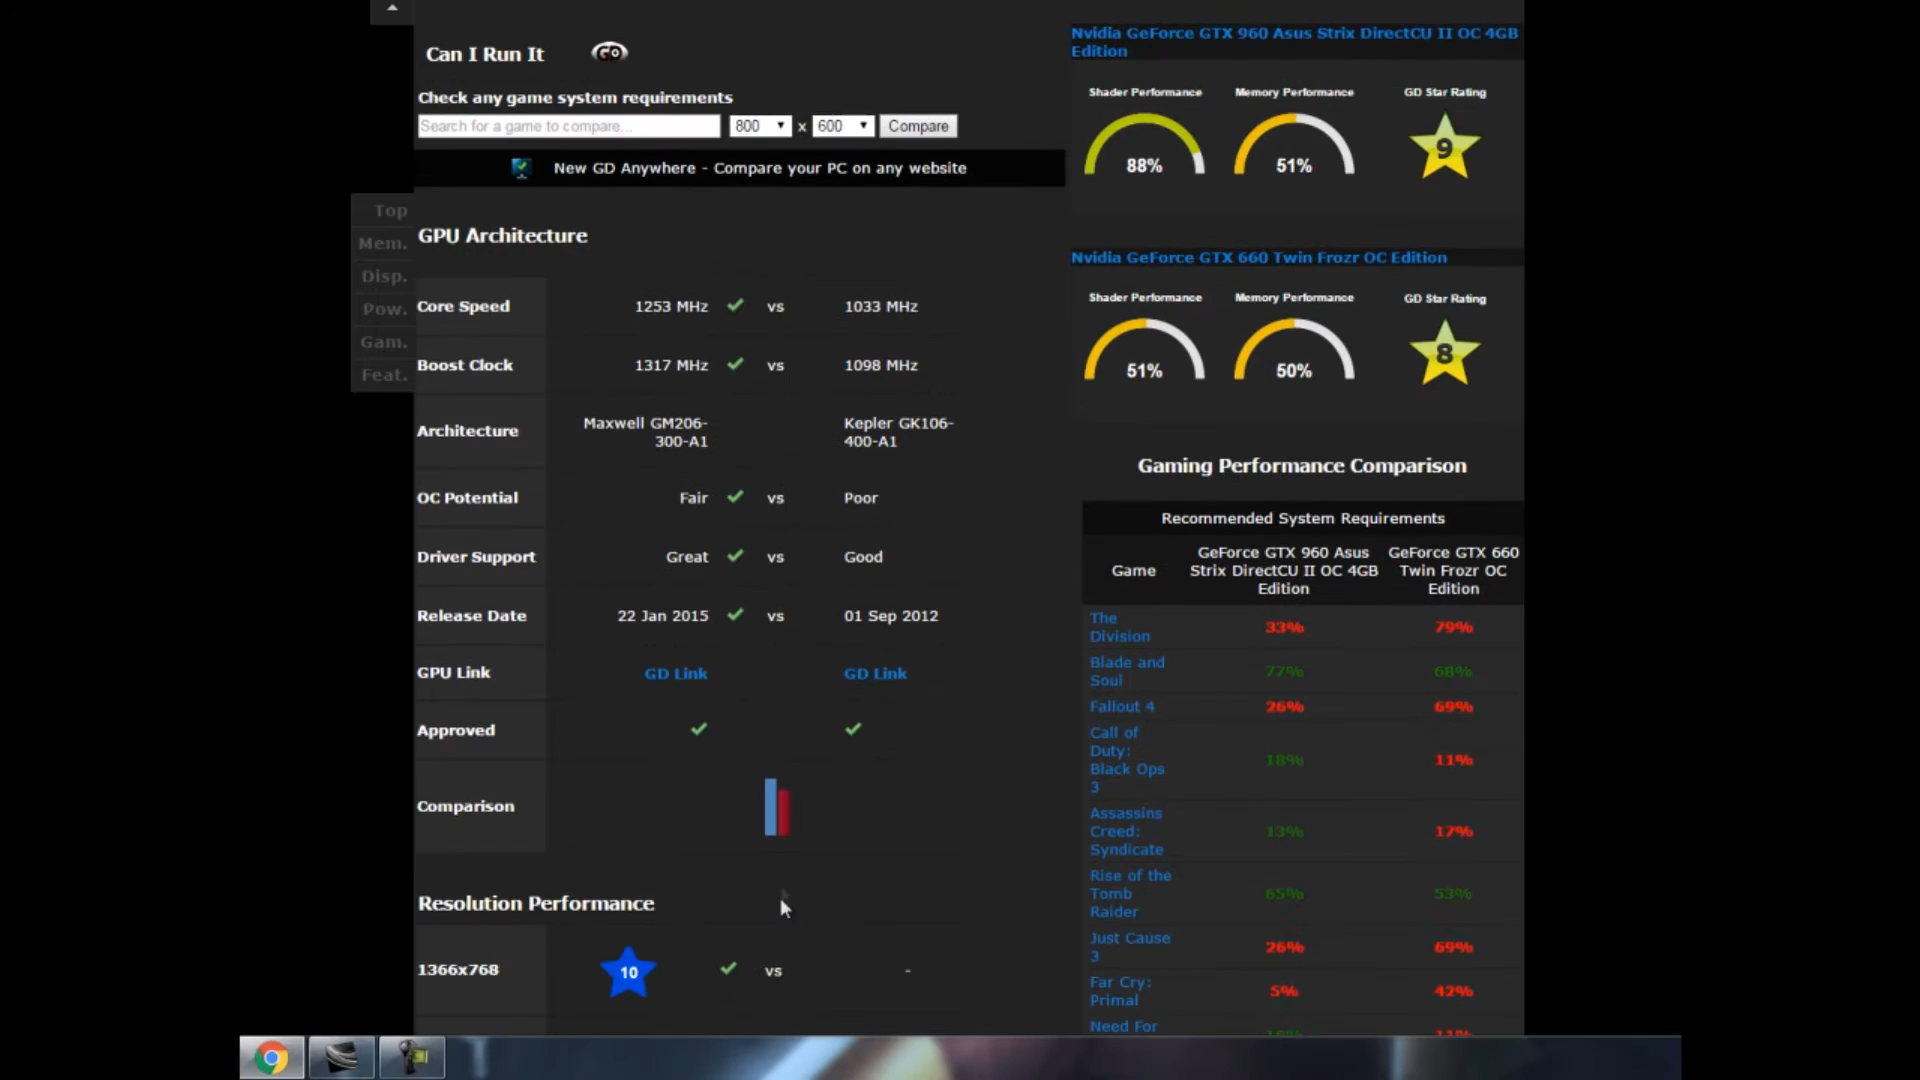 Can I Run It
GO
Check any game system requirements
Search for a game to compare...
800 x 600 Compare
New GD Anywhere - Compare your PC on any website
Top
Mem.
Disp.
Pow.
Gam.
Feat.
GPU Architecture
Core Speed 1253 MHz vs 1033 MHz
Boost Clock 1317 MHz vs 1098 MHz
Architecture Maxwell GM206-
300-A1
Kepler GK106-
400-A1
OC Potential Fair vs Poor
Driver Support Great vs Good
Release Date 22 Jan 2015 vs 01 Sep 2012
GPU Link GD Link GD Link
Approved
Comparison
Resolution Performance
1366x768 10 vs -
Nvidia GeForce GTX 960 Asus Strix DirectCU II OC 4GB
Edition
Shader Performance Memory Performance GD Star Rating
88% 51% 9
Nvidia GeForce GTX 660 Twin Frozr OC Edition
Shader Performance Memory Performance GD Star Rating
51% 50% 8
Gaming Performance Comparison
Recommended System Requirements
Game
GeForce GTX 960 Asus
Strix DirectCU II OC 4GB
Edition
GeForce GTX 660
Twin Frozr OC
Edition
The
Division
33% 79%
Blade and
Soul
77% 68%
Fallout 4 26% 69%
Call of
Duty:
Black Ops
3
18% 11%
Assassins
Creed:
Syndicate
13% 17%
Rise of the
Tomb
Raider
65% 53%
Just Cause
3
26% 69%
Far Cry:
Primal
5% 42%
Need For